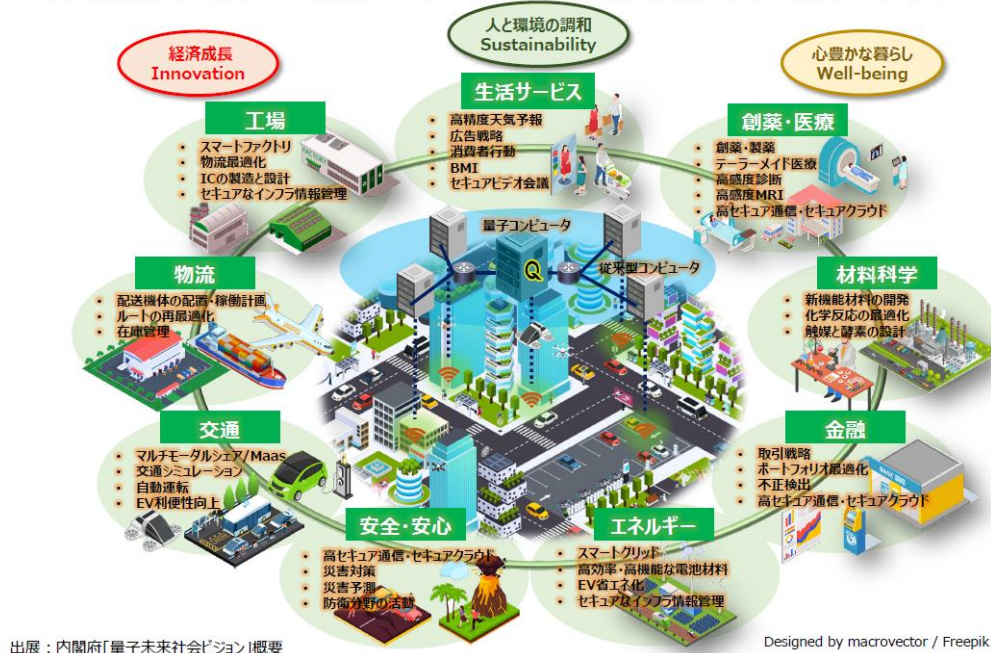 人と環境の調和
Sustainability
経済成長
Innovation
心豊かな暮らし
Well-being
生活サービス
• 高精度天気予報
• 広告戦略
• 消費者行動
• BMI
• セキュアビデオ会議
工場
• スマートファクトリ
• 物流最適化
• ICの製造と設計
• セキュアなインフラ情報管理
FACTORY
創薬・医療
• 創薬・製薬
• テーラーメイド医療
• 高感度診断
• 高感度MRI
• 高セキュア通信・セキュアクラウド
量子コンピュータ
Q
従来型コンピュータ
物流
• 配送機体の配置・稼働計画
• ルートの再最適化
• 在庫管理
材料科学
• 新機能材料の開発
• 化学反応の最適化
• 触媒と酵素の設計
交通
• マルチモーダルシェア/Maas
• 交通シミュレーション
• 自動運転
• EV利便性向上
金融
• 取引戦略
• ポートフォリオ最適化
• 不正検出
• 高セキュア通信・セキュアクラウド
BANK
安全・安心
• 高セキュア通信・セキュアクラウド
• 災害対策
• 災害予測
• 防衛分野の活動
エネルギー
• スマートグリッド
• 高効率・高機能な電池材料
• EV省エネ化
• セキュアなインフラ情報管理
出展：内閣府「量子未来社会ビジョン」概要
Designed by macrovector / Freepik